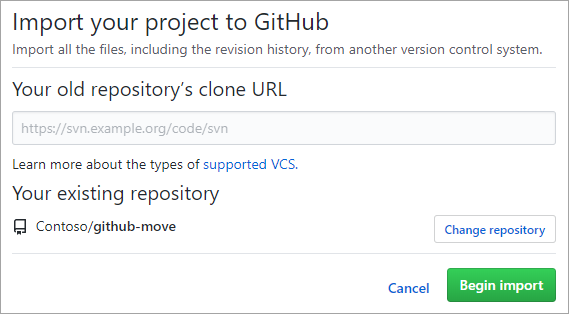 Import your project to GitHub
Import all the files, including the revision history, from another version control system.
Your old repository's clone URL
https://svn.example.org/code/svn
Learn more about the types of supported VCS.
Your existing repository
Contoso/github-move
Change repository
Cancel
Begin import